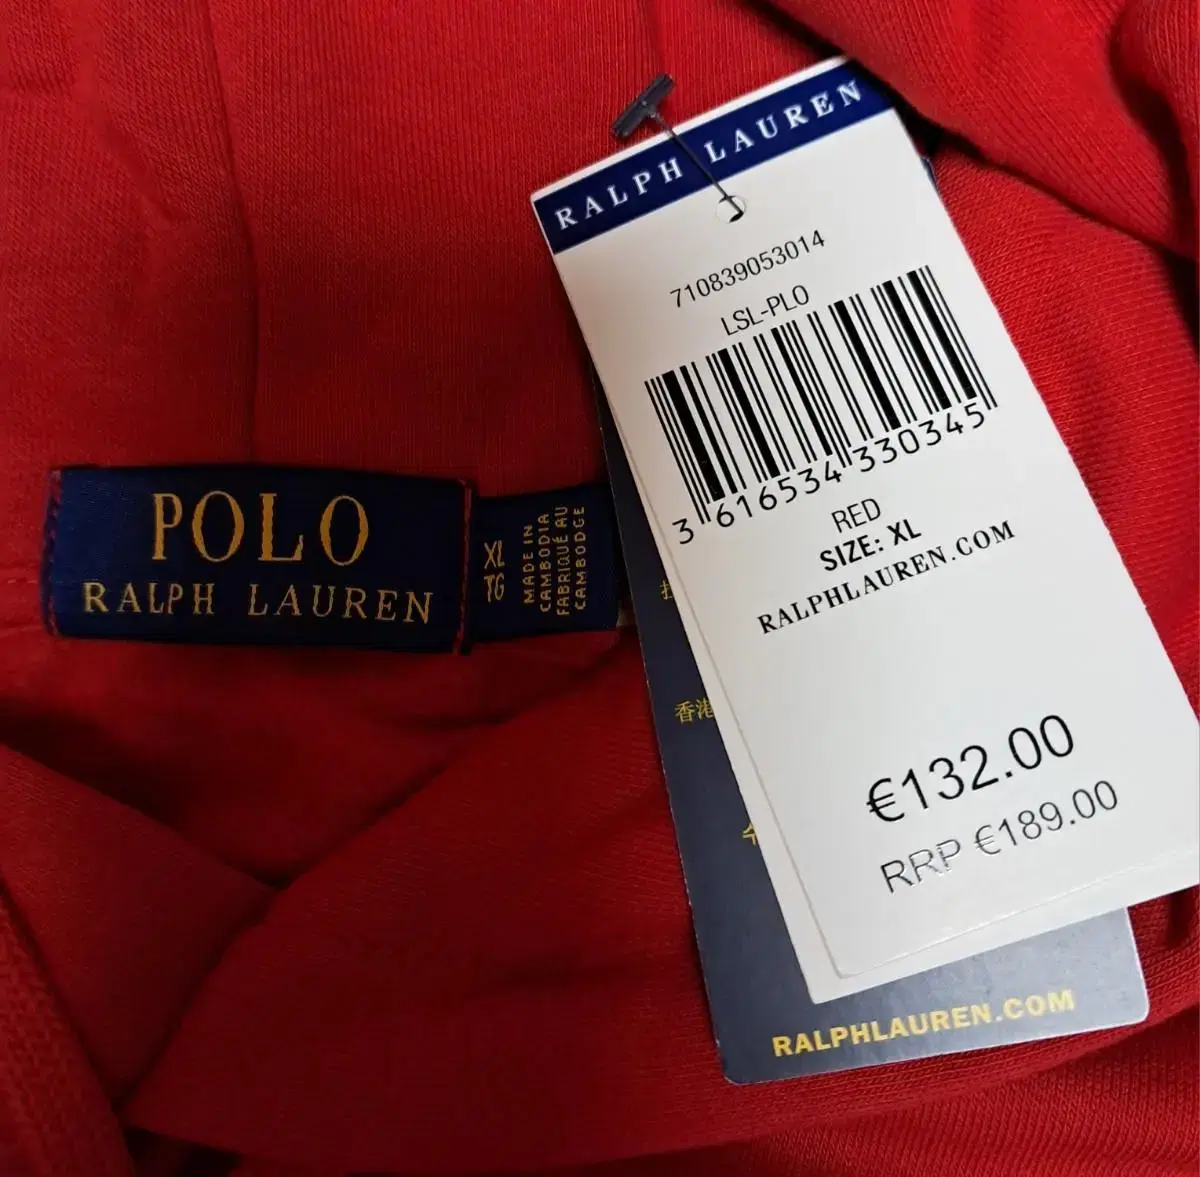 RALPH LAUREN
710839053014
LSL-PLO
3 616534 330345
RED
SIZE: XL
RALPHLAUREN.COM
€132.00
RRP €189.00
POLO
RALPH LAUREN
XL
TG
MADE IN
CAMBODIA
FABRIQUÉ AU
CAMBODGE
香港
RALPHLAUREN.COM